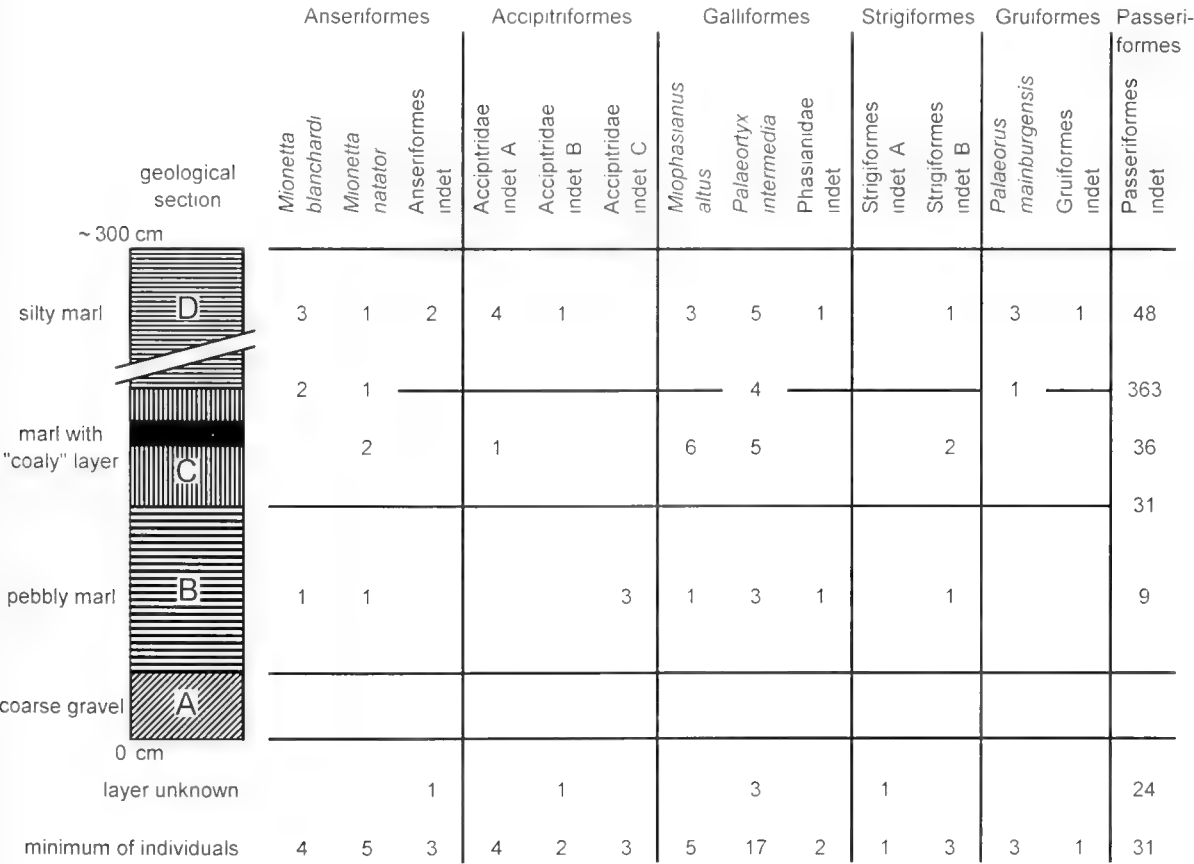 Anseriformes Accipitriformes Galliformes Strigiformes Gruiformes Passeri-
formes
Mionetta
blanchardi
Mionetta
natator
Anseriformes
indet
Accipitridae
indet A
Accipitridae
indet B
Accipitridae
indet C
Miophasianus
altus
Palaeortyx
intermedia
Phasianidae
indet
Strigiformes
indet A
Strigiformes
indet B
Palaeorus
mainburgensis
Gruiformes
indet
Passeriformes
indet
geological
section
~ 300 cm
silty marl D 3 1 2 4 1 3 5 1 1 3 1 48
2 1 4 1 363
marl with
"coaly" layer 2 1 6 5 2 36
C
31
pebbly marl B 1 1 3 1 3 1 1 9
coarse gravel A
0 cm
layer unknown 1 1 3 1 24
minimum of individuals 4 5 3 4 2 3 5 17 2 1 3 3 1 31